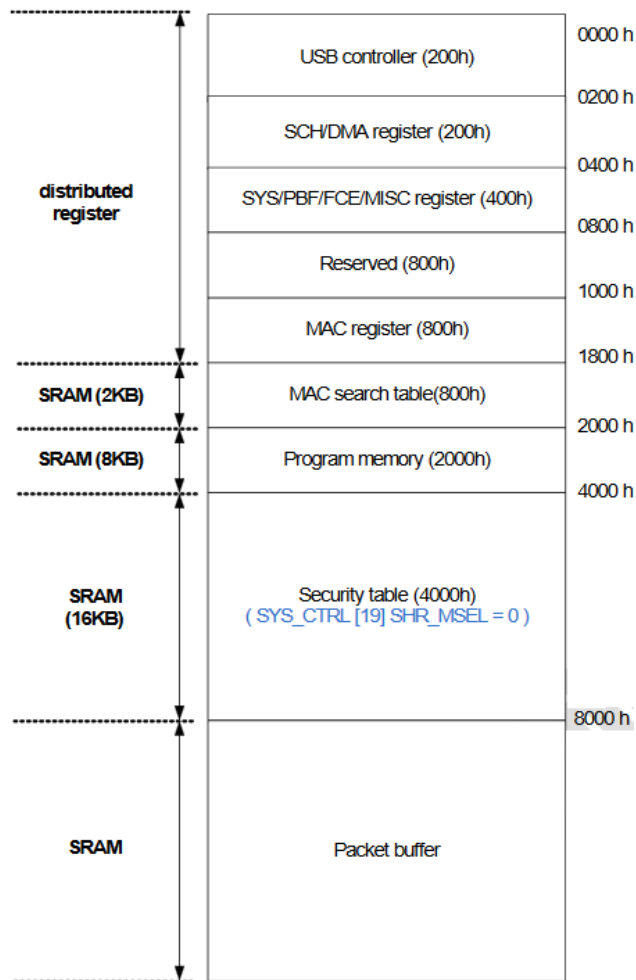 0000 h
USB controller (200h)
0200 h
SCH/DMA register (200h)
0400 h
distributed
register
SYS/PBF/FCE/MISC register (400h)
0800 h
Reserved (800h)
1000 h
MAC register (800h)
1800 h
SRAM (2KB)
MAC search table(800h)
2000 h
SRAM (8KB)
Program memory (2000h)
4000 h
SRAM
(16KB)
Security table (4000h)
( SYS_CTRL [19] SHR_MSEL = 0 )
8000 h
SRAM
Packet buffer